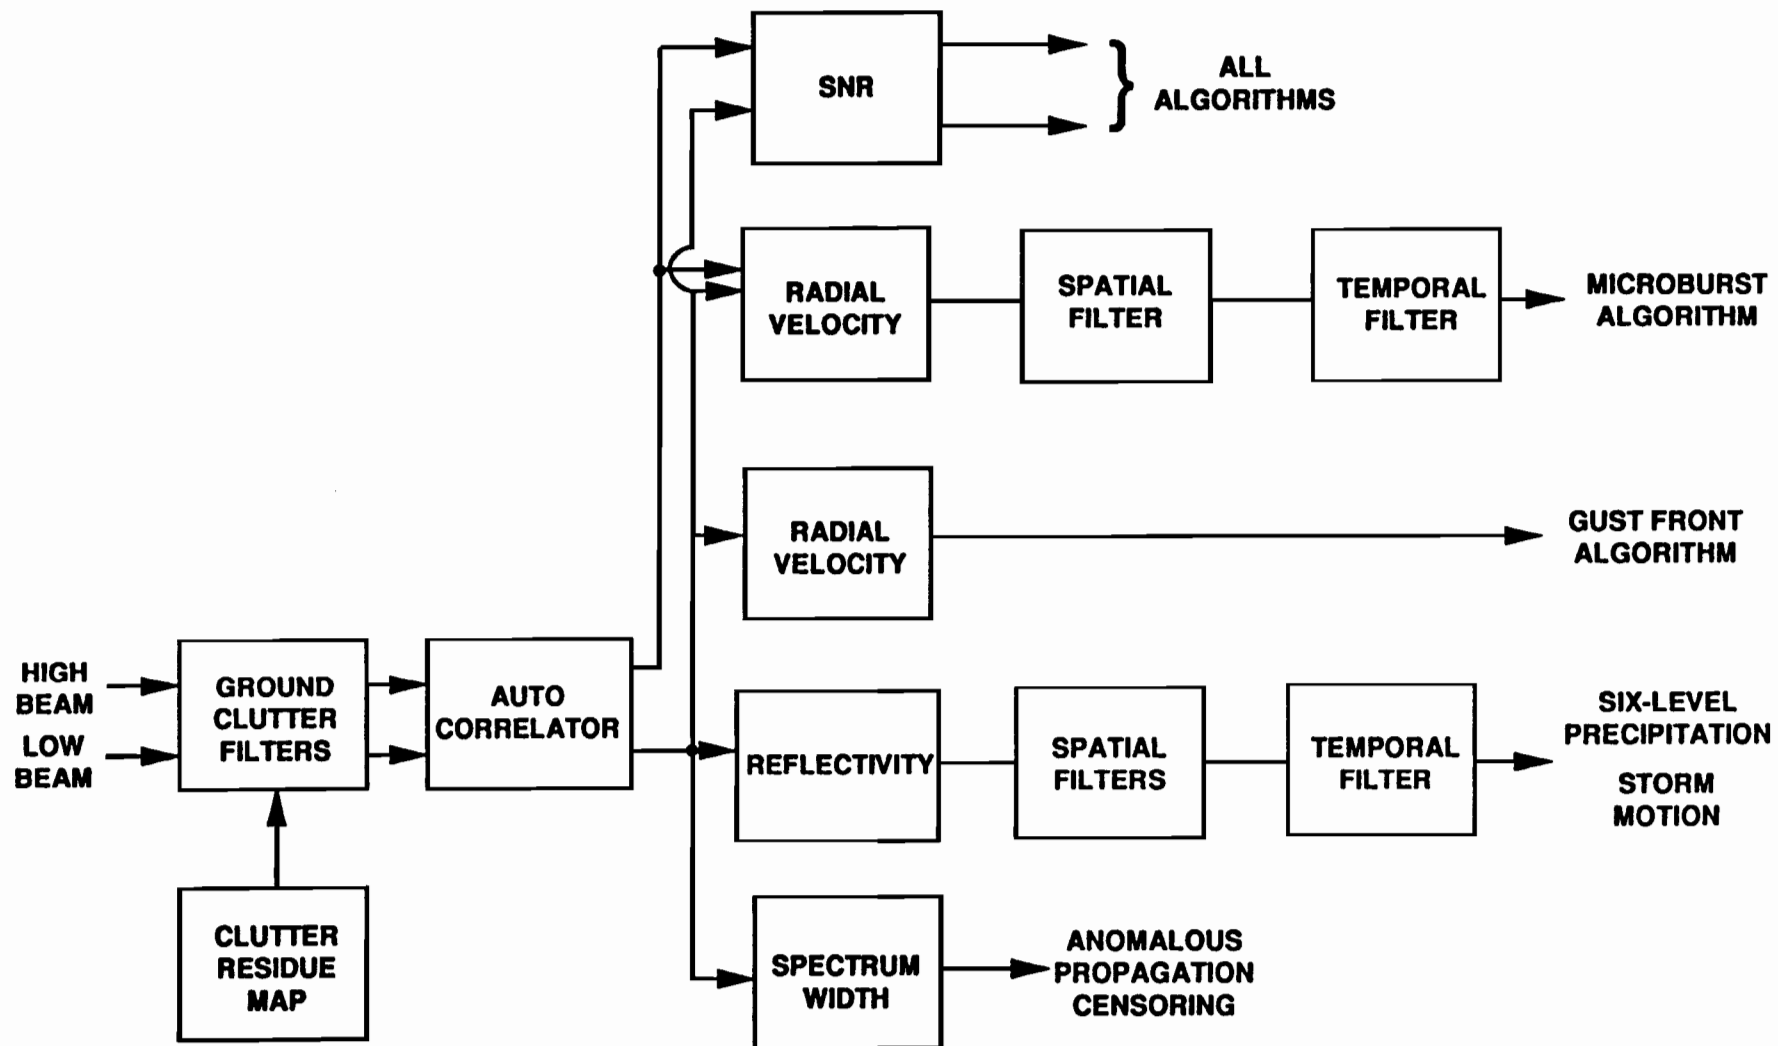 SNR
ALL
ALGORITHMS
RADIAL
VELOCITY
SPATIAL
FILTER
TEMPORAL
FILTER
MICROBURST
ALGORITHM
RADIAL
VELOCITY
GUST FRONT
ALGORITHM
HIGH
BEAM
LOW
BEAM
GROUND
CLUTTER
FILTERS
AUTO
CORRELATOR
REFLECTIVITY
SPATIAL
FILTERS
TEMPORAL
FILTER
SIX-LEVEL
PRECIPITATION
STORM
MOTION
CLUTTER
RESIDUE
MAP
SPECTRUM
WIDTH
ANOMALOUS
PROPAGATION
CENSORING